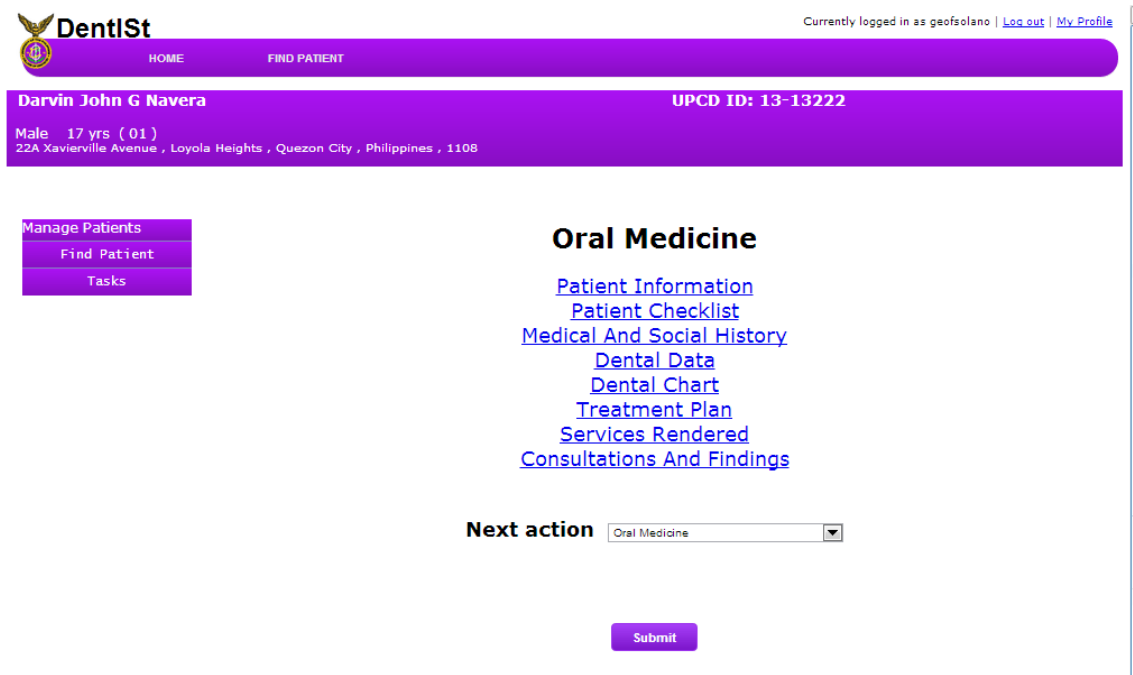 DentISt
Currently logged in as geofsolano | Log out | My Profile
HOME FIND PATIENT
Darvin John G Navera UPCD ID: 13-13222
Male 17 yrs ( 01 )
22A Xavierville Avenue , Loyola Heights , Quezon City , Philippines , 1108
Manage Patients
Find Patient
Tasks
Oral Medicine
Patient Information
Patient Checklist
Medical And Social History
Dental Data
Dental Chart
Treatment Plan
Services Rendered
Consultations And Findings
Next action Oral Medicine
Submit